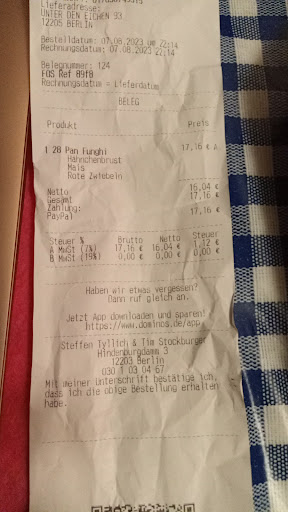 Lieferadresse:
UNTER DEN EICHEN 93
12205 BERLIN
Bestelldatum: 07.08.2023 um 22:14
Rechnungsdatum: 07.08.2023 22:14
Belegnummer: 124
FOS Ref 89f8
Rechnungsdatum = Lieferdatum
BELEG
Produkt Preis
1 28 Pan Funghi 17,16 € A
Hähnchenbrust
Mais
Rote Zwiebeln
Netto 16,04 €
Gesamt 17,16 €
Zahlung:
PayPal 17,16 €
Steuer % Brutto Netto Steuer
A MwSt (7%) 17,16 € 16,04 € 1,12 €
B MwSt (19%) 0,00 € 0,00 € 0,00 €
Haben wir etwas vergessen?
Dann ruf gleich an.
Jetzt App downloaden und sparen!
https://www.dominos.de/app
Steffen Tyllich & Tim Stockburger
Hindenburgdamm 3
12203 Berlin
030 1 03 04 67
Mit meiner Unterschrift bestätige ich,
dass ich die obige Bestellung erhalten
habe.